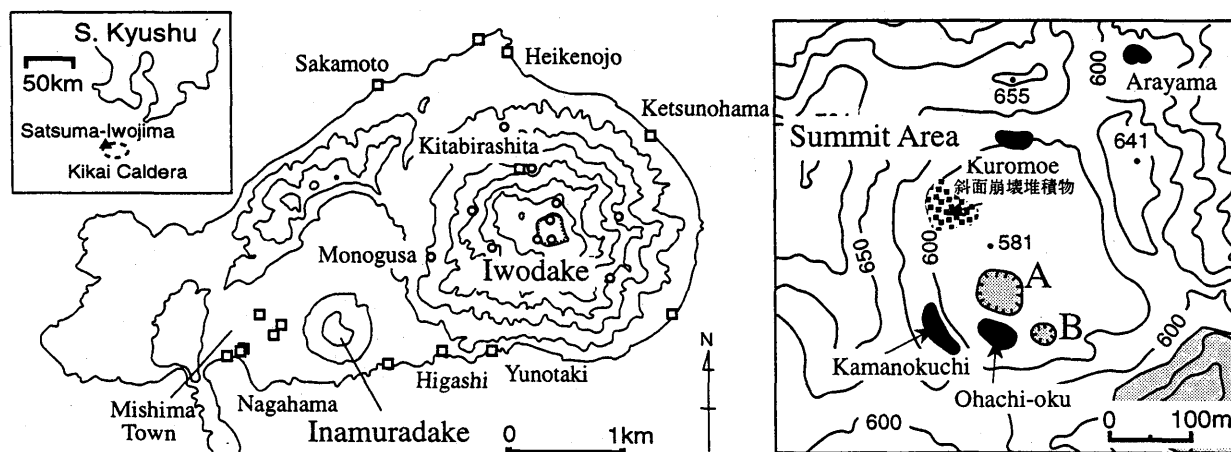 S. Kyushu
50km
Satsuma-Iwojima
Kikai Caldera
Sakamoto
Heikenojo
Ketsunohama
Kitabirashita
Monogusa
Iwodake
N
Higashi
Yunotaki
Mishima
Town
Nagahama
Inamuradake
0
1km
600
Arayama
655
Summit Area
641
Kuromoe
斜面崩壊堆積物
650
600
581
A
B
600
Kamanokuchi
Ohachi-oku
600
0
100m